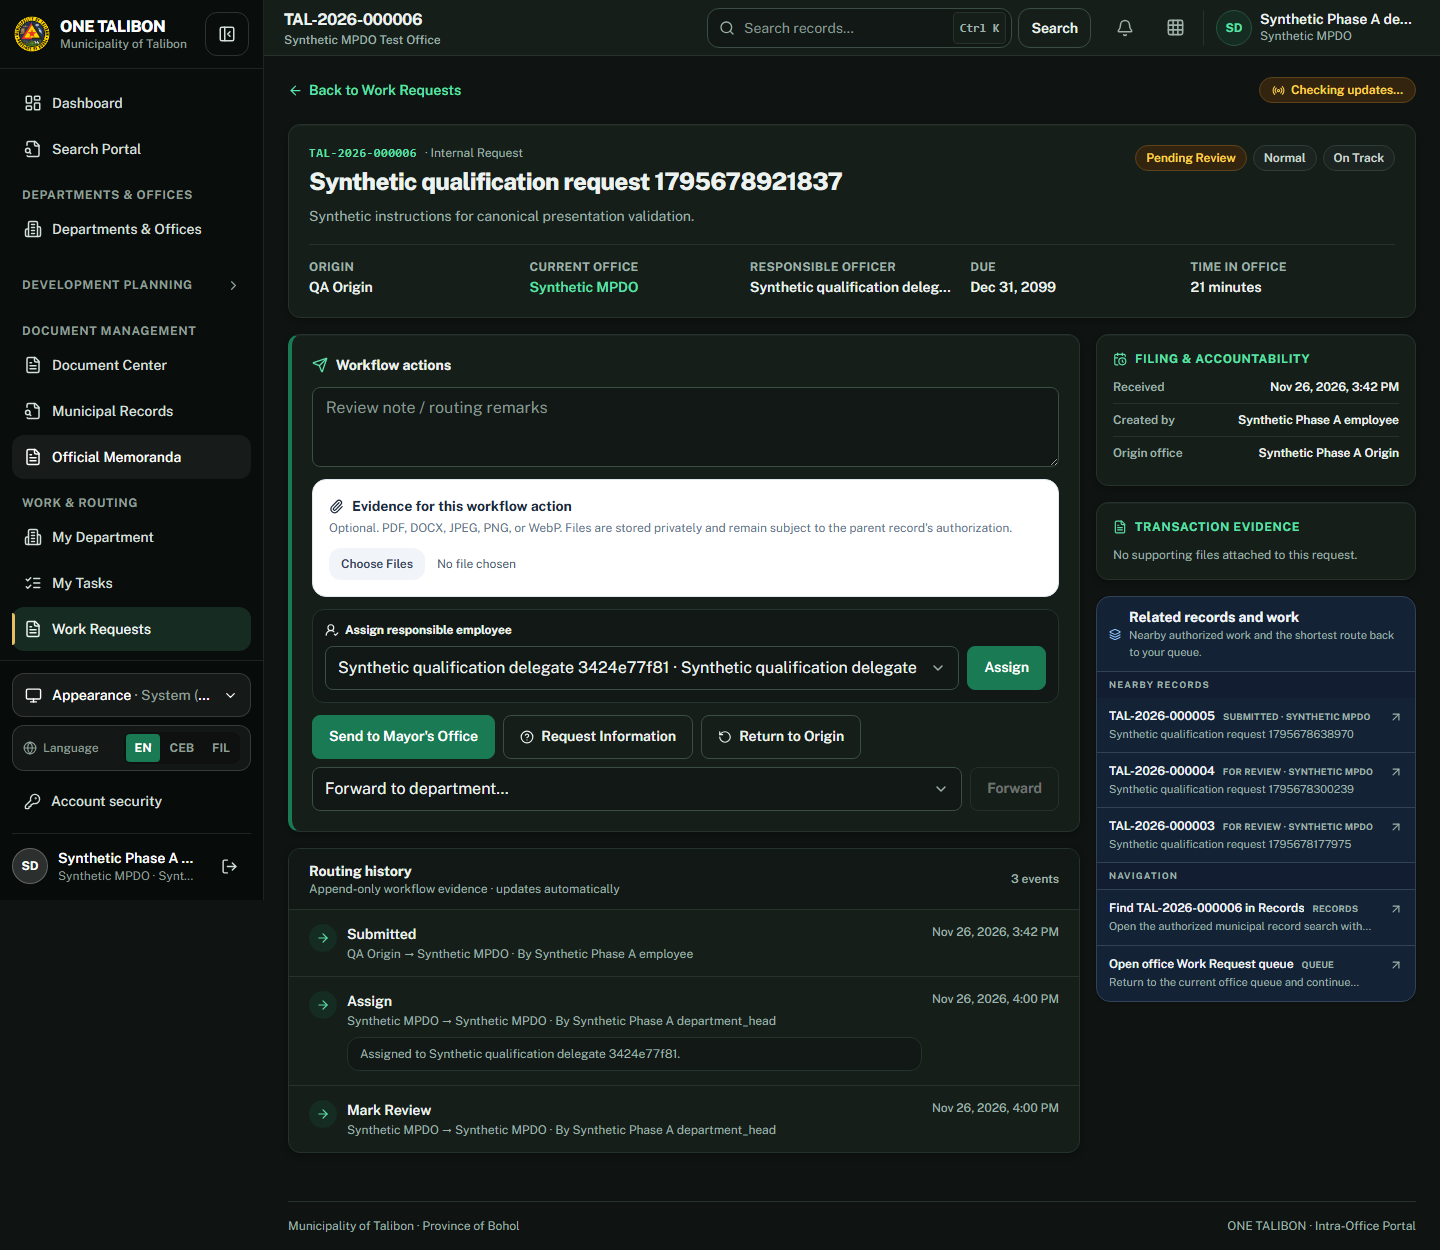 ONE TALIBON
Municipality of Talibon
Dashboard
Search Portal
DEPARTMENTS & OFFICES
Departments & Offices
DEVELOPMENT PLANNING
DOCUMENT MANAGEMENT
Document Center
Municipal Records
Official Memoranda
WORK & ROUTING
My Department
My Tasks
Work Requests
Appearance · System (...
Language EN CEB FIL
Account security
SD Synthetic Phase A ...
Synthetic MPDO · Synt...
TAL-2026-000006
Synthetic MPDO Test Office
Search records... Ctrl K Search
SD Synthetic Phase A de...
Synthetic MPDO
Back to Work Requests
Checking updates...
TAL-2026-000006 · Internal Request
Pending Review Normal On Track
Synthetic qualification request 1795678921837
Synthetic instructions for canonical presentation validation.
ORIGIN
QA Origin
CURRENT OFFICE
Synthetic MPDO
RESPONSIBLE OFFICER
Synthetic qualification deleg...
DUE
Dec 31, 2099
TIME IN OFFICE
21 minutes
Workflow actions
Review note / routing remarks
Evidence for this workflow action
Optional. PDF, DOCX, JPEG, PNG, or WebP. Files are stored privately and remain subject to the parent record's authorization.
Choose Files No file chosen
Assign responsible employee
Synthetic qualification delegate 3424e77f81 · Synthetic qualification delegate Assign
Send to Mayor's Office Request Information Return to Origin
Forward to department... Forward
Routing history
Append-only workflow evidence · updates automatically
3 events
Submitted
Nov 26, 2026, 3:42 PM
QA Origin → Synthetic MPDO · By Synthetic Phase A employee
Assign
Nov 26, 2026, 4:00 PM
Synthetic MPDO → Synthetic MPDO · By Synthetic Phase A department_head
Assigned to Synthetic qualification delegate 3424e77f81.
Mark Review
Nov 26, 2026, 4:00 PM
Synthetic MPDO → Synthetic MPDO · By Synthetic Phase A department_head
FILING & ACCOUNTABILITY
Received Nov 26, 2026, 3:42 PM
Created by Synthetic Phase A employee
Origin office Synthetic Phase A Origin
TRANSACTION EVIDENCE
No supporting files attached to this request.
Related records and work
Nearby authorized work and the shortest route back
to your queue.
NEARBY RECORDS
TAL-2026-000005 SUBMITTED · SYNTHETIC MPDO
Synthetic qualification request 1795678638970
TAL-2026-000004 FOR REVIEW · SYNTHETIC MPDO
Synthetic qualification request 1795678300239
TAL-2026-000003 FOR REVIEW · SYNTHETIC MPDO
Synthetic qualification request 1795678177975
NAVIGATION
Find TAL-2026-000006 in Records RECORDS
Open the authorized municipal record search with...
Open office Work Request queue QUEUE
Return to the current office queue and continue...
Municipality of Talibon · Province of Bohol
ONE TALIBON · Intra-Office Portal